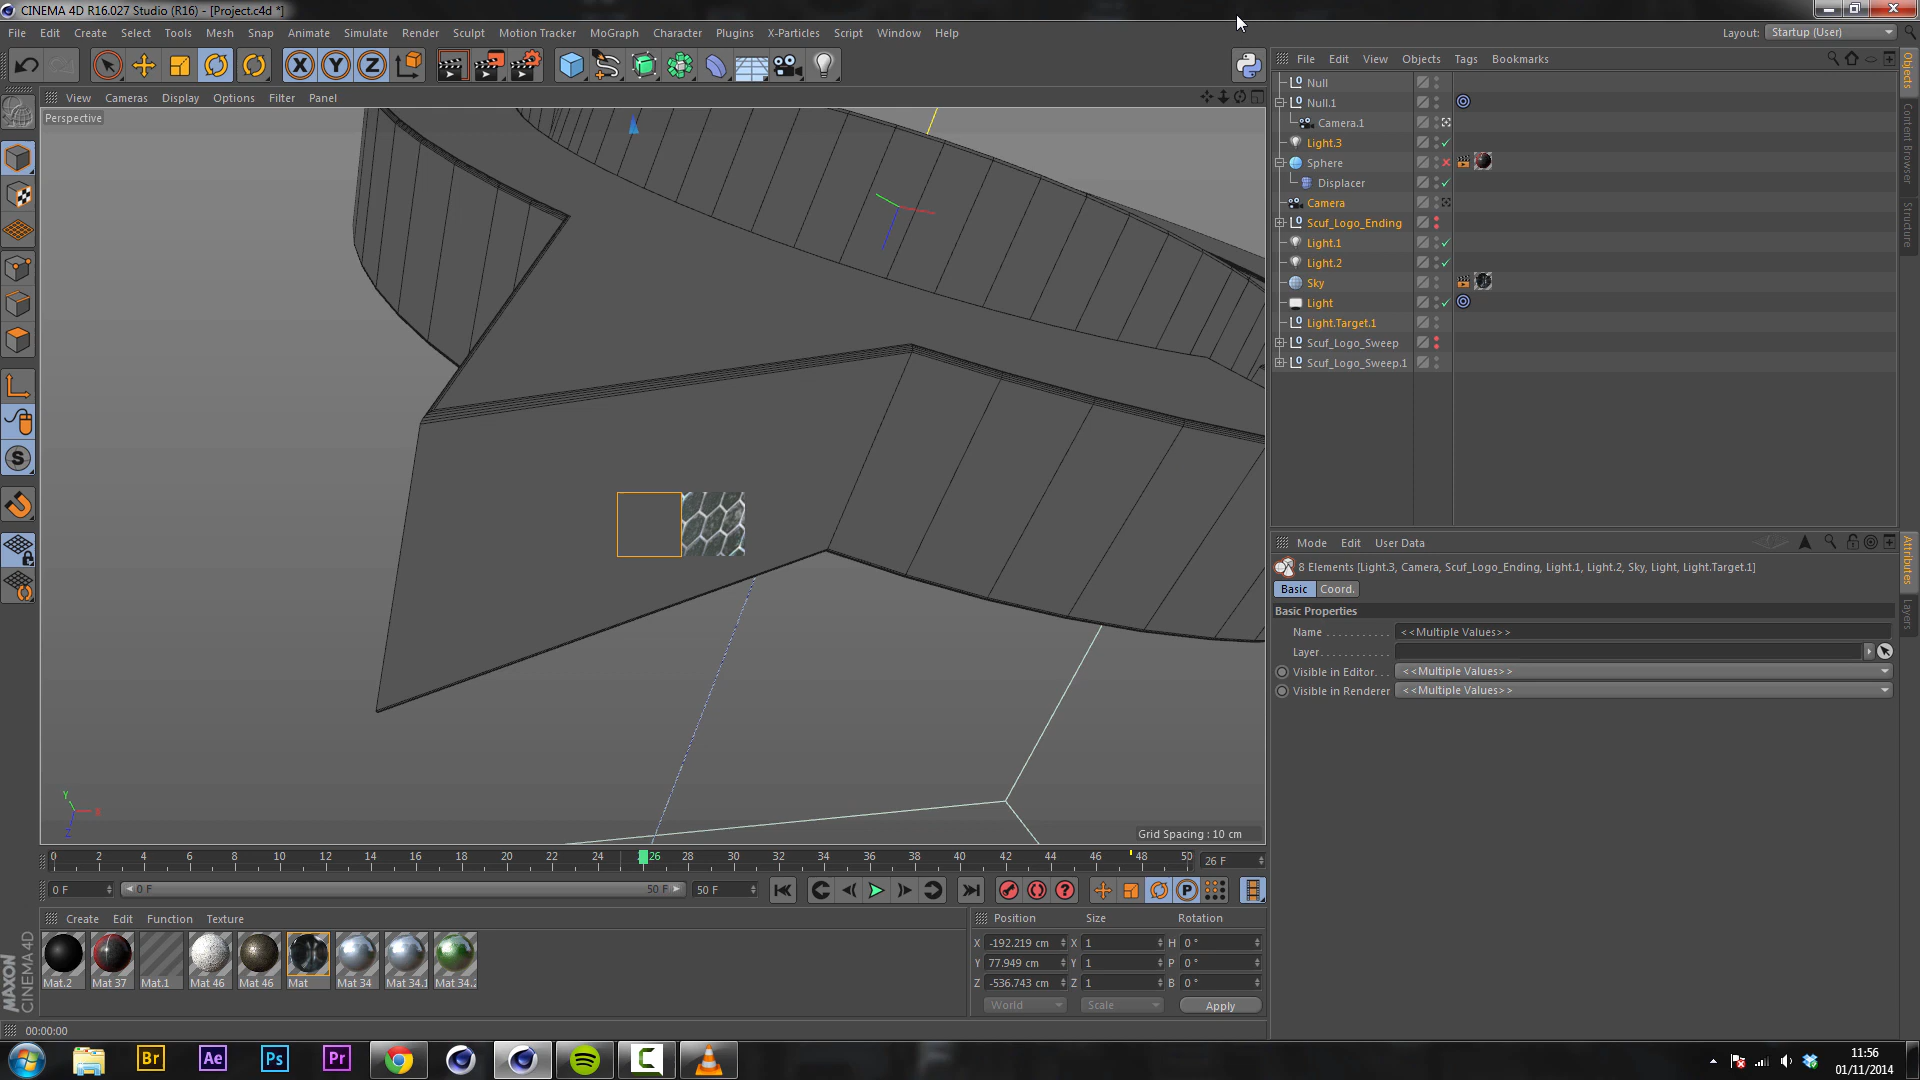 CINEMA 4D R16.027 Studio (R16) - [Project.c4d *]
File Edit Create Select Tools Mesh Snap Animate Simulate Render Sculpt Motion Tracker MoGraph Character Plugins X-Particles Script Window Help
Layout: Startup (User)
X Y Z
View Cameras Display Options Filter Panel
Perspective
Grid Spacing : 10 cm
Y
X
Z
File Edit View Objects Tags Bookmarks
Null
Null.1
Camera.1
Light.3
Sphere
Displacer
Camera
Scuf_Logo_Ending
Light.1
Light.2
Sky
Light
Light.Target.1
Scuf_Logo_Sweep
Scuf_Logo_Sweep.1
Objects
Content Browser
Structure
Mode Edit User Data
8 Elements [Light.3, Camera, Scuf_Logo_Ending, Light.1, Light.2, Sky, Light, Light.Target.1]
Basic Coord.
Basic Properties
Name <<Multiple Values>>
Layer
Visible in Editor <<Multiple Values>>
Visible in Renderer <<Multiple Values>>
Attributes
Layers
0 2 4 6 8 10 12 14 16 18 20 22 24 26 28 30 32 34 36 38 40 42 44 46 48 50 26 F
0 F 0 F 50 F 50 F
Create Edit Function Texture
Mat.2 Mat 37 Mat.1 Mat 46 Mat 46 Mat Mat 34 Mat 34.1 Mat 34.2
Position Size Rotation
X -192.219 cm X 1 H 0 °
Y 77.949 cm Y 1 P 0 °
Z -536.743 cm Z 1 B 0 °
World Scale Apply
MAXON
CINEMA 4D
00:00:00
Br Ae Ps Pr
11:56
01/11/2014